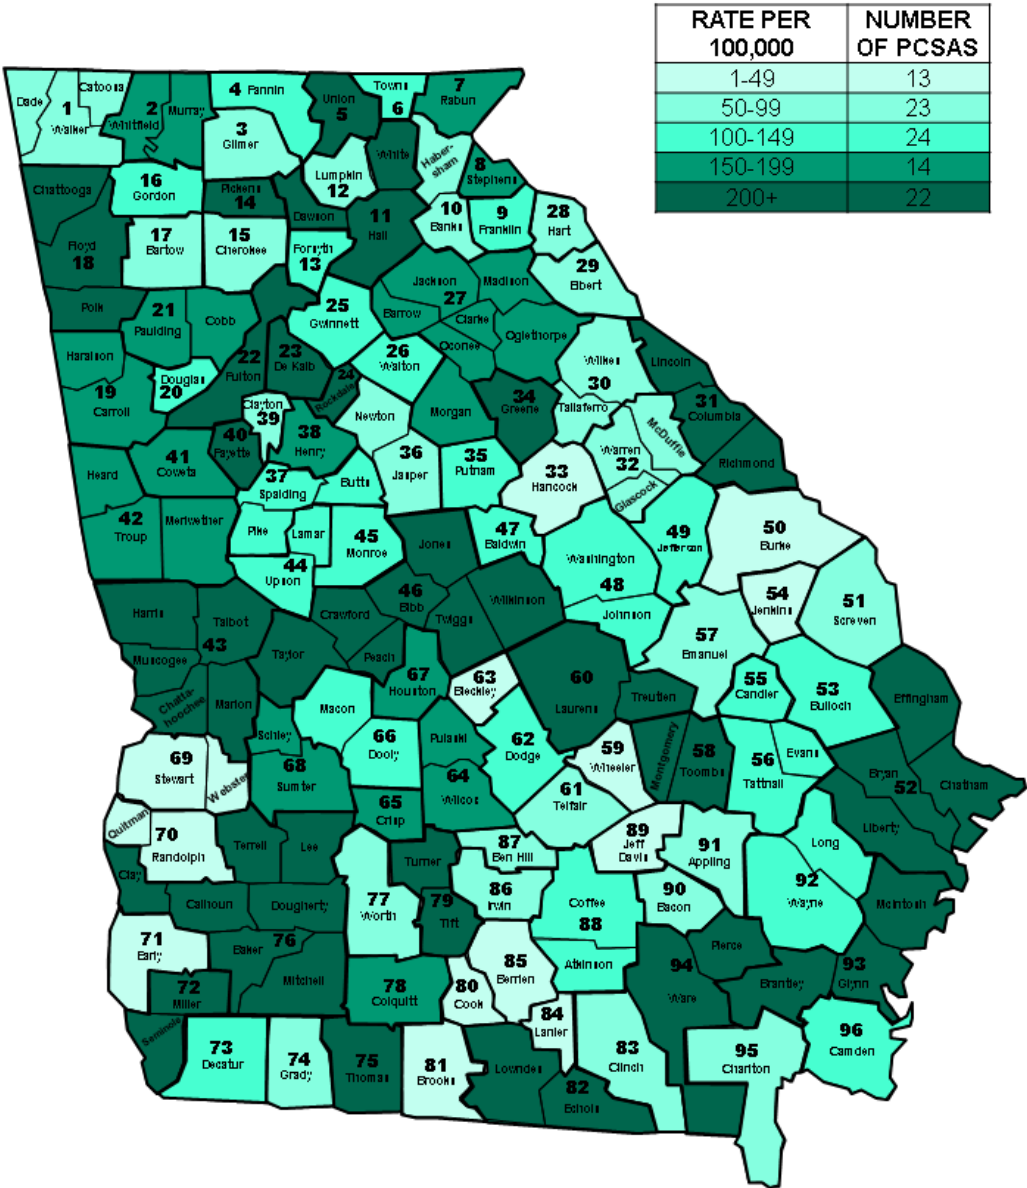 RATE PER 100,000 NUMBER OF PCSAS
1-49 13
50-99 23
100-149 24
150-199 14
200+ 22
Dade
1
Walker
Catoosa
2
Whitfield
Murray
4 Fannin
3
Gilmer
Union
5
Towns
6
7
Rabun
White
Habersham
8
Stephens
Lumpkin
12
Chattooga
16
Gordon
Pickens
14
Dawson
11
Hall
10
Banks
9
Franklin
28
Hart
Floyd
18
17
Bartow
15
Cherokee
Forsyth
13
29
Elbert
Jackson
Madison
27
Barrow
Clarke
Oconee
Oglethorpe
Polk
21
Paulding
Cobb
25
Gwinnett
Haralson
19
Carroll
Douglas
20
22
Fulton
23
De Kalb
24
Rockdale
26
Walton
Wilkes
30
Taliaferro
Lincoln
31
Columbia
Richmond
Clayton
39
Newton
Morgan
34
Greene
McDuffie
Warren
32
Glascock
Heard
41
Coweta
40
Fayette
38
Henry
36
Jasper
35
Putnam
33
Hancock
37
Spalding
Butts
42
Troup
Meriwether
Pike
Lamar
45
Monroe
Jones
47
Baldwin
Washington
48
Johnson
49
Jefferson
50
Burke
44
Upson
54
Jenkins
51
Screven
Harris
Talbot
43
Muscogee
Crawford
46
Bibb
Twiggs
Wilkinson
57
Emanuel
Taylor
Peach
67
Houston
63
Bleckley
60
Laurens
Treutlen
55
Candler
53
Bulloch
Effingham
Chatta-
hoochee
Marion
Macon
Schley
66
Dooly
Pulaski
62
Dodge
59
Wheeler
Montgomery
58
Toombs
56
Tattnall
Evans
Bryan
52
Chatham
Liberty
69
Stewart
Webster
68
Sumter
64
Wilcox
61
Telfair
65
Crisp
Quitman
70
Randolph
Terrell
Lee
Turner
87
Ben Hill
89
Jeff
Davis
91
Appling
Long
92
Wayne
McIntosh
Clay
Calhoun
Dougherty
77
Worth
79
Tift
86
Irwin
Coffee
88
Atkinson
90
Bacon
71
Early
Baker
76
Mitchell
72
Miller
78
Colquitt
80
Cook
85
Berrien
Pierce
94
Ware
Brantley
93
Glynn
Seminole
73
Decatur
74
Grady
75
Thomas
81
Brooks
Lowndes
84
Lanier
83
Clinch
82
Echols
95
Charlton
96
Camden